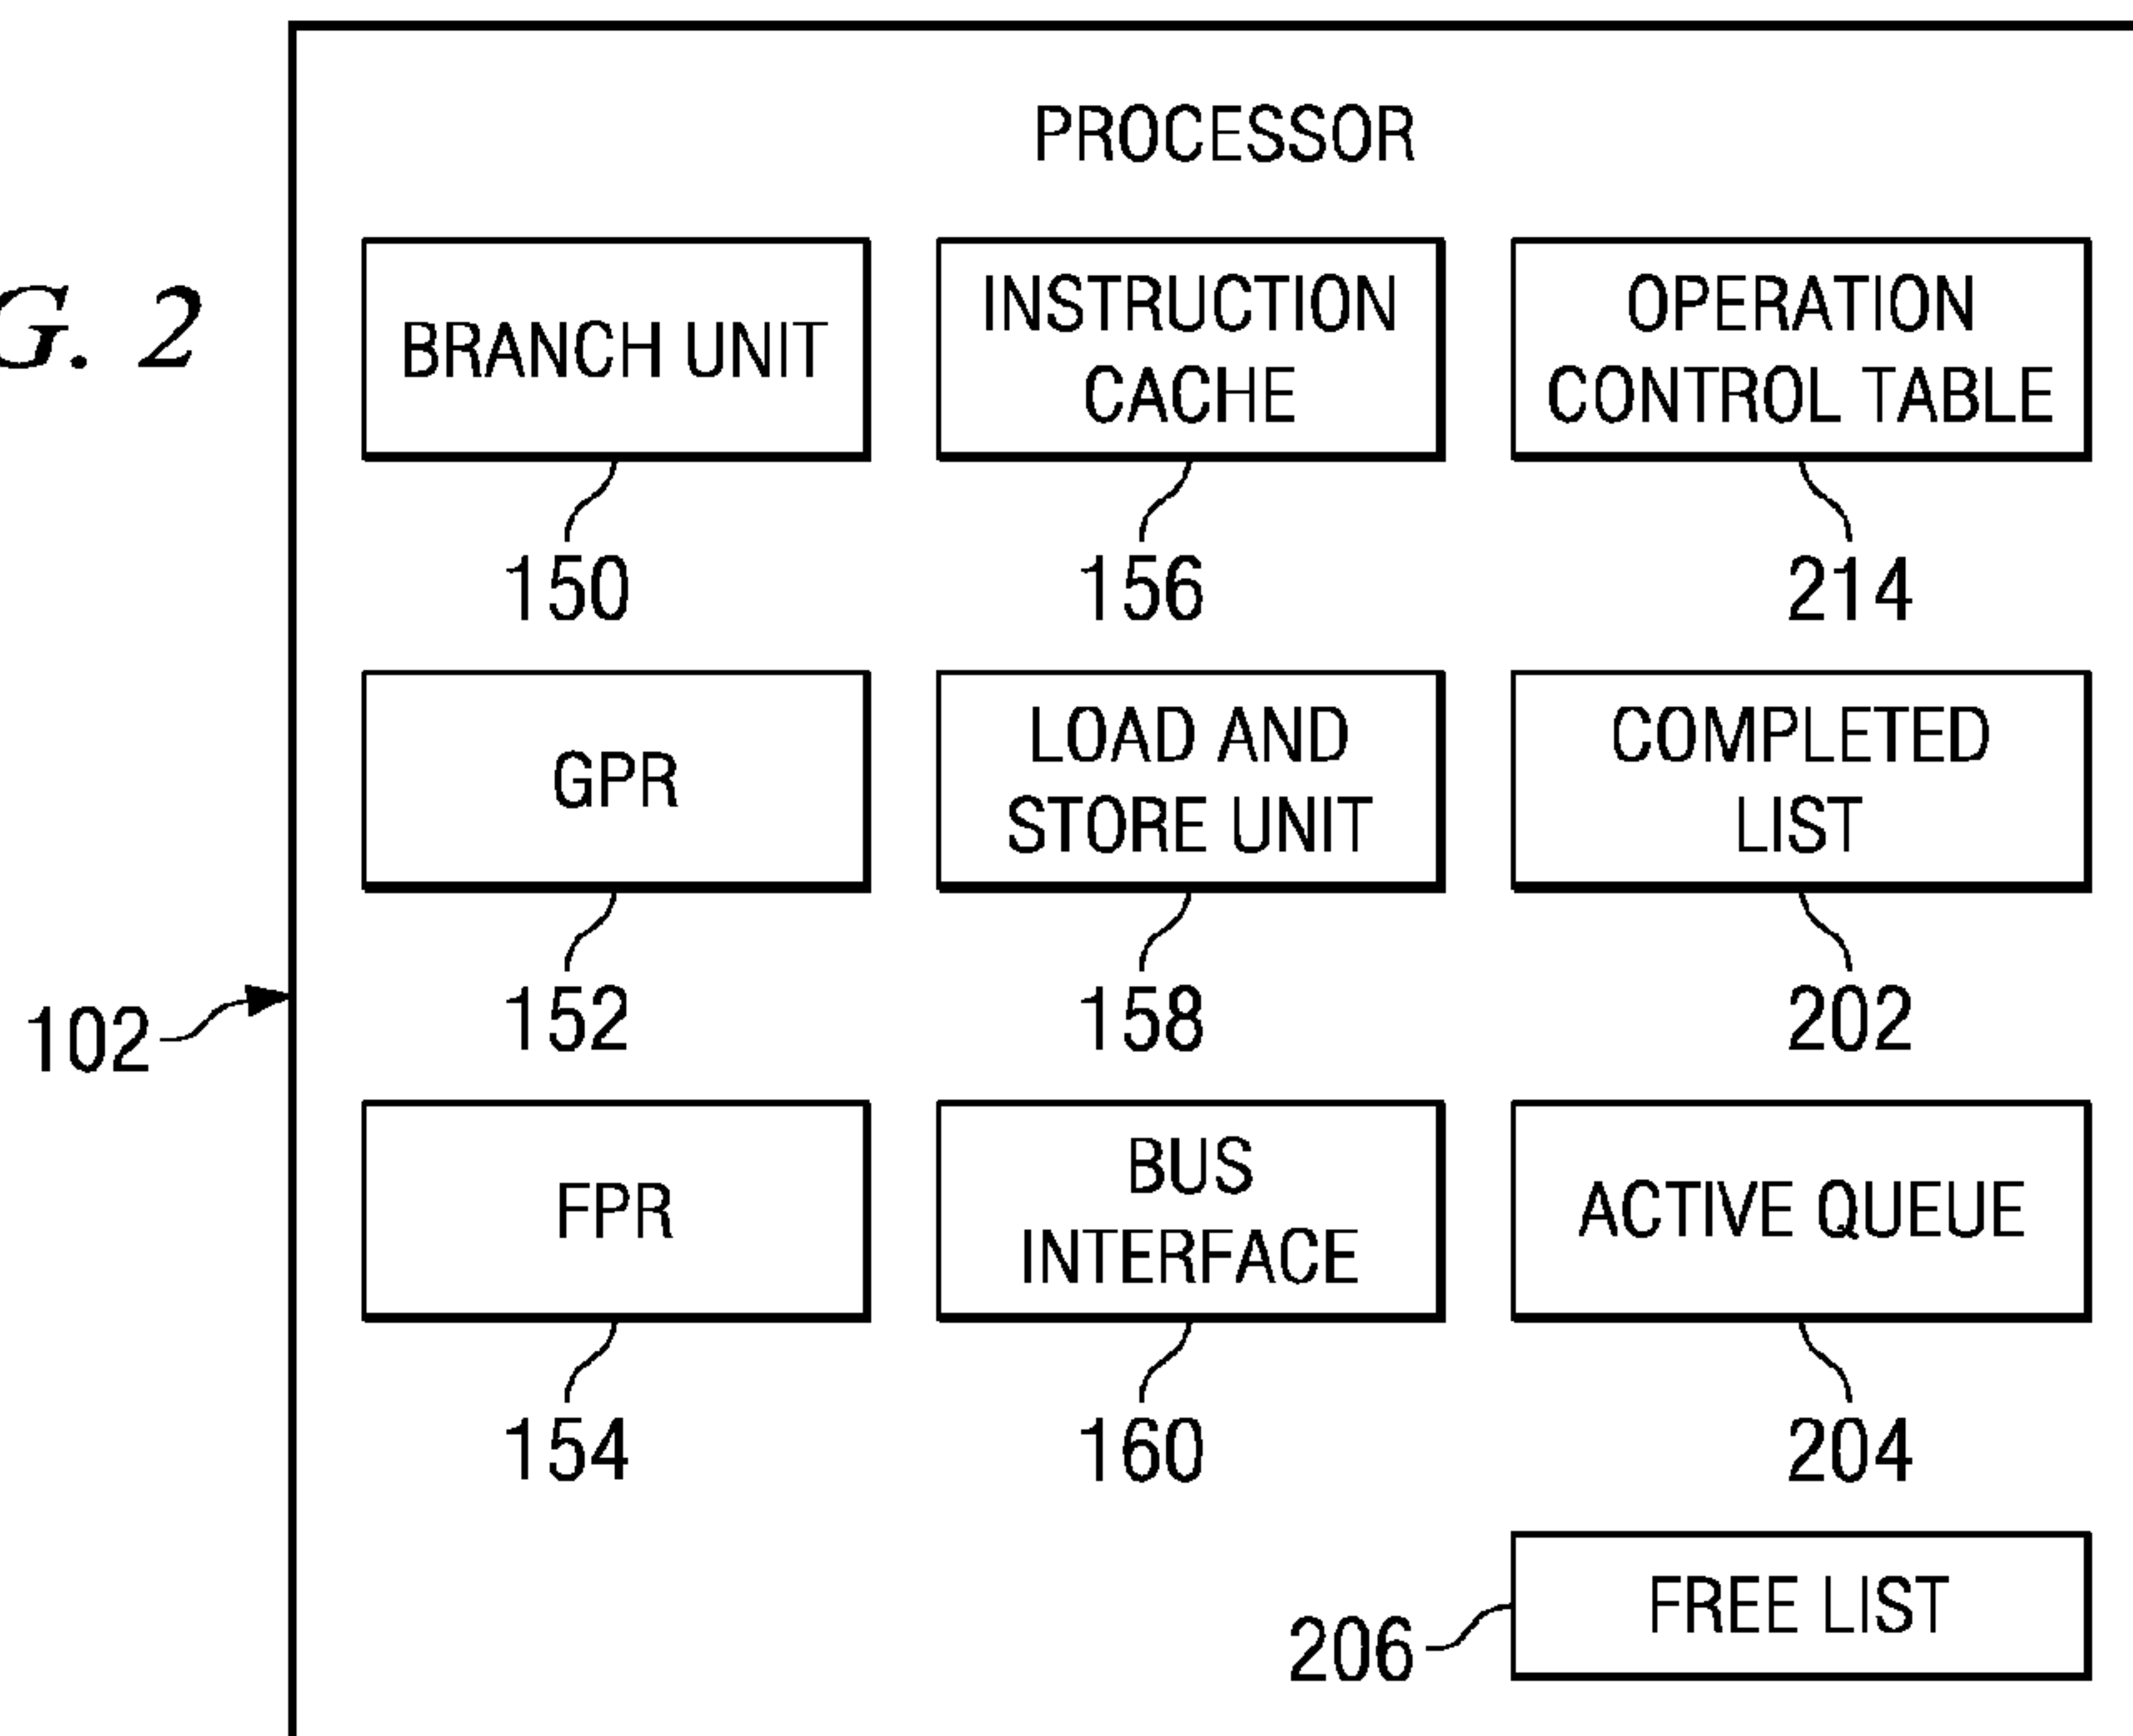 PROCESSOR
G. 2
BRANCH UNIT
150
INSTRUCTION
CACHE
156
OPERATION
CONTROL TABLE
214
GPR
152
LOAD AND
STORE UNIT
158
COMPLETED
LIST
202
102
FPR
154
BUS
INTERFACE
160
ACTIVE QUEUE
204
FREE LIST
206